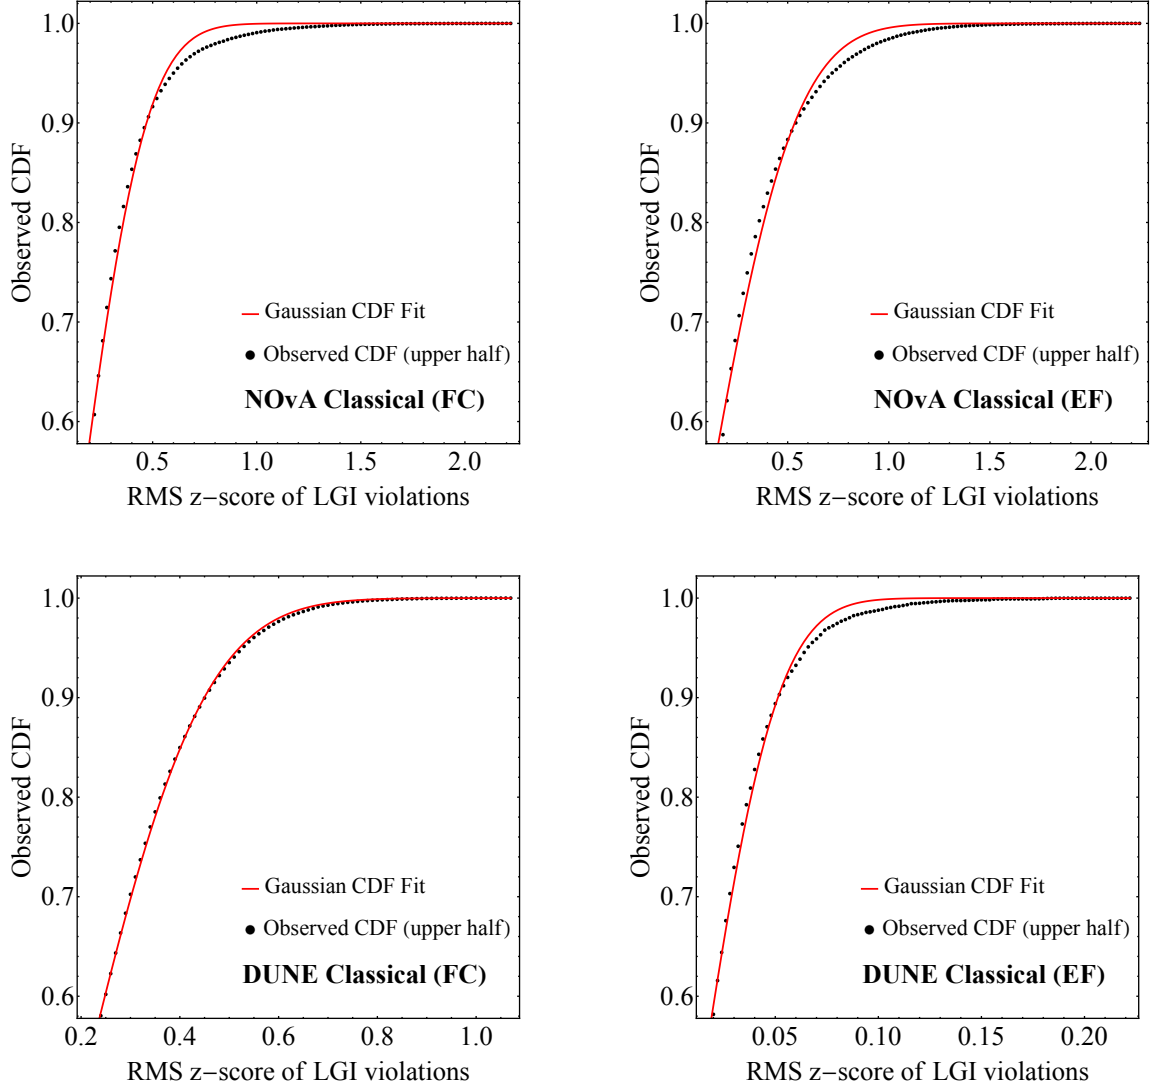 1.0
0.9
0.8
0.7
0.6
Observed CDF
Gaussian CDF Fit
Observed CDF (upper half)
NOvA Classical (FC)
0.5 1.0 1.5 2.0
RMS z−score of LGI violations
1.0
0.9
0.8
0.7
0.6
Observed CDF
Gaussian CDF Fit
Observed CDF (upper half)
NOvA Classical (EF)
0.5 1.0 1.5 2.0
RMS z−score of LGI violations
1.0
0.9
0.8
0.7
0.6
Observed CDF
Gaussian CDF Fit
Observed CDF (upper half)
DUNE Classical (FC)
0.2 0.4 0.6 0.8 1.0
RMS z−score of LGI violations
1.0
0.9
0.8
0.7
0.6
Observed CDF
Gaussian CDF Fit
Observed CDF (upper half)
DUNE Classical (EF)
0.05 0.10 0.15 0.20
RMS z−score of LGI violations